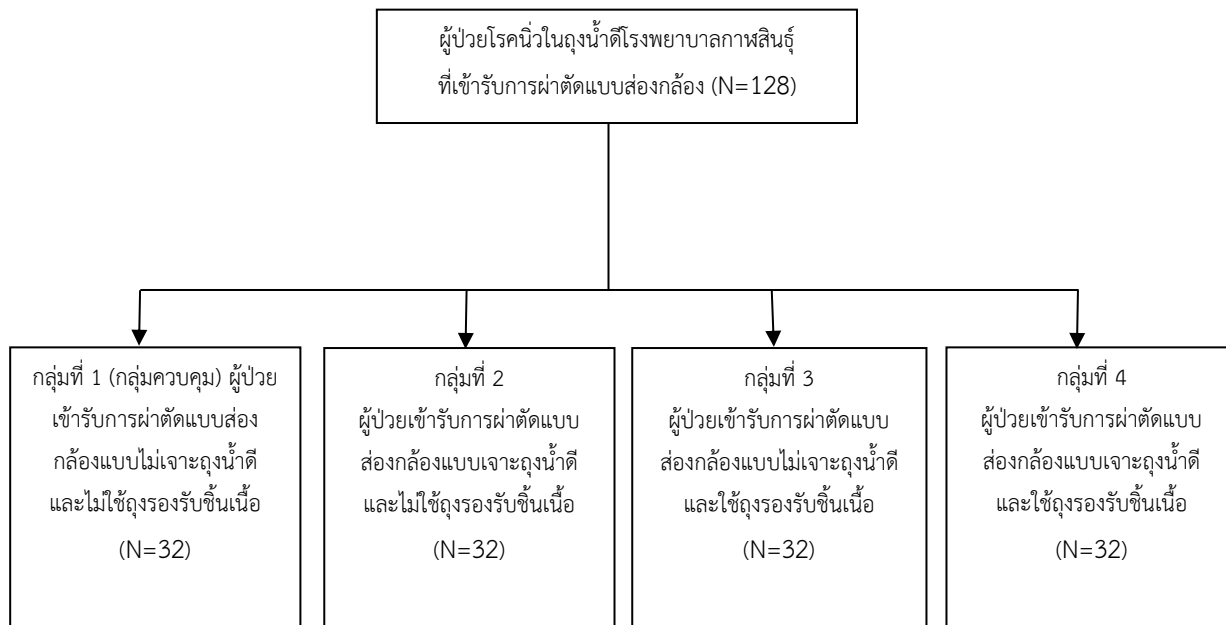 ผู้ป่วยโรคนิ่วในถุงน้ำดีโรงพยาบาลกาฬสินธุ์
ที่เข้ารับการผ่าตัดแบบส่องกล้อง (N=128)
กลุ่มที่ 1 (กลุ่มควบคุม) ผู้ป่วย
เข้ารับการผ่าตัดแบบส่อง
กล้องแบบไม่เจาะถุงน้ำดี
และไม่ใช้ถุงรองรับชิ้นเนื้อ
(N=32)
กลุ่มที่ 2
ผู้ป่วยเข้ารับการผ่าตัดแบบ
ส่องกล้องแบบเจาะถุงน้ำดี
และไม่ใช้ถุงรองรับชิ้นเนื้อ
(N=32)
กลุ่มที่ 3
ผู้ป่วยเข้ารับการผ่าตัดแบบ
ส่องกล้องแบบไม่เจาะถุงน้ำดี
และใช้ถุงรองรับชิ้นเนื้อ
(N=32)
กลุ่มที่ 4
ผู้ป่วยเข้ารับการผ่าตัดแบบ
ส่องกล้องแบบเจาะถุงน้ำดี
และใช้ถุงรองรับชิ้นเนื้อ
(N=32)